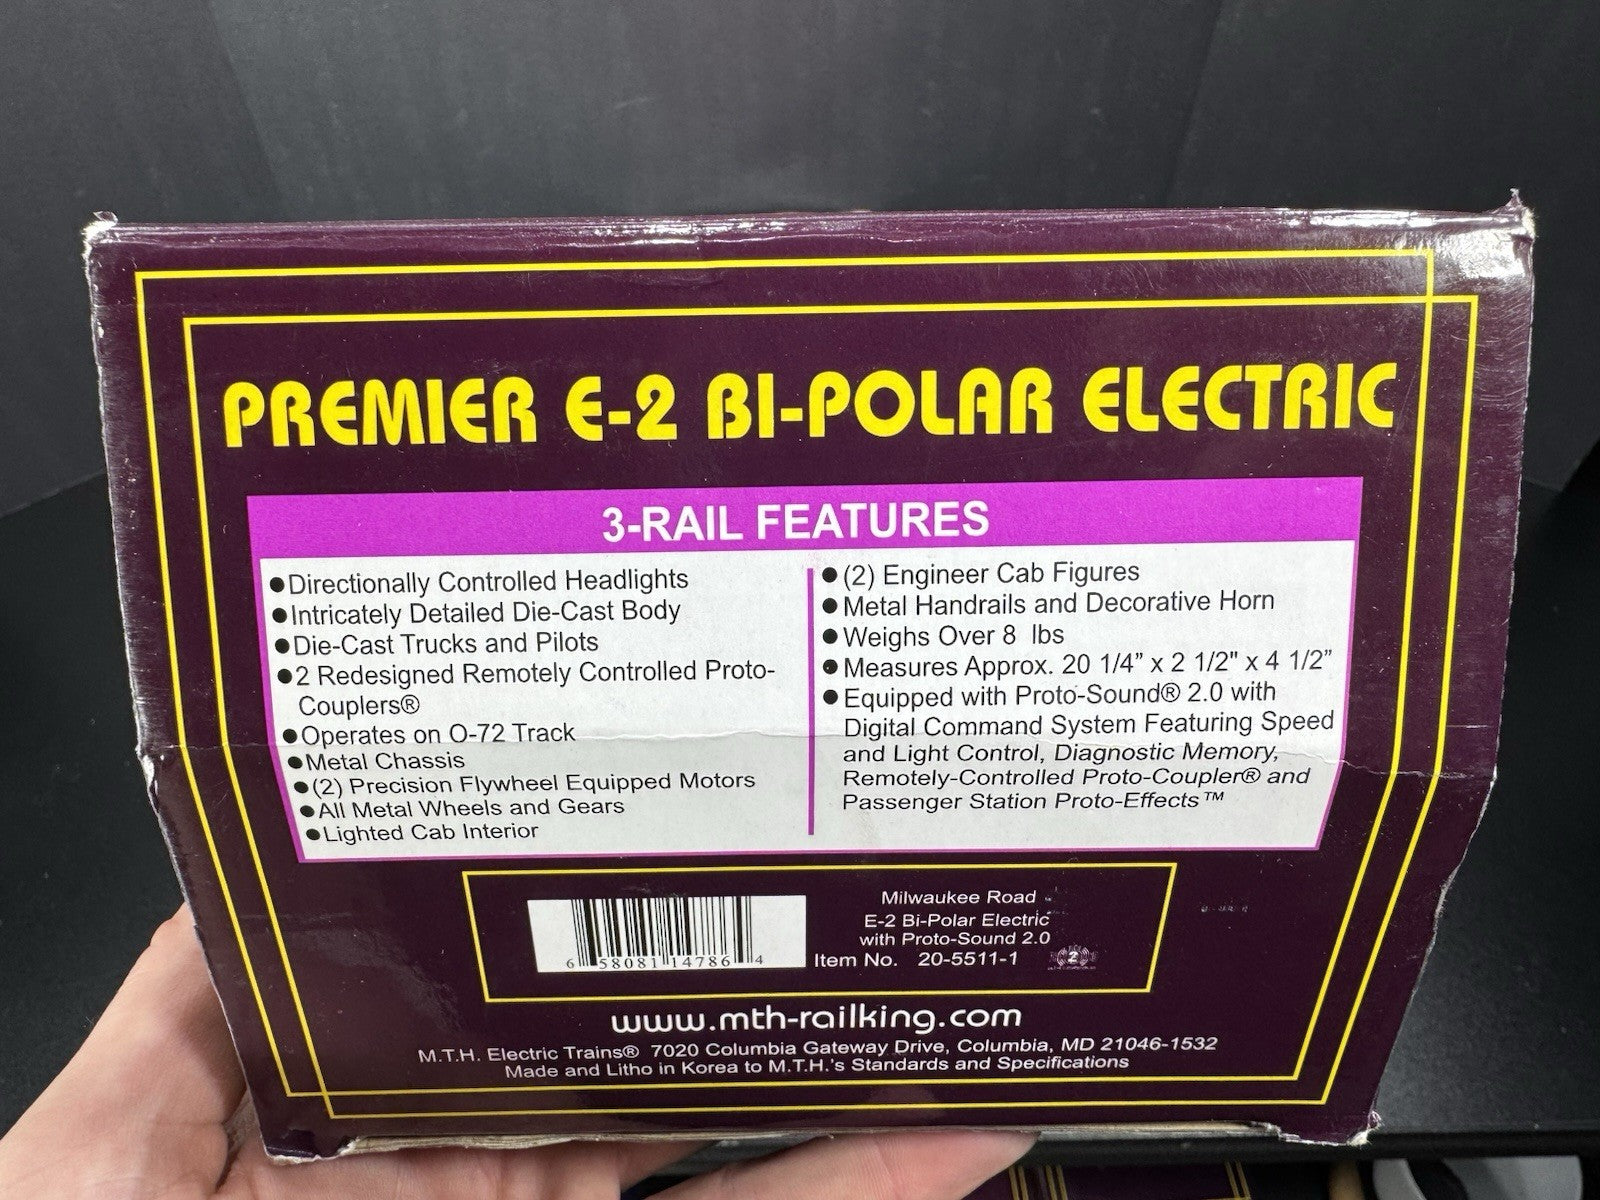 PREMIER E-2 BI-POLAR ELECTRIC
3-RAIL FEATURES
●Directionally Controlled Headlights
●Intricately Detailed Die-Cast Body
●Die-Cast Trucks and Pilots
●2 Redesigned Remotely Controlled Proto-
Couplers®
●Operates on O-72 Track
●Metal Chassis
●(2) Precision Flywheel Equipped Motors
●All Metal Wheels and Gears
●Lighted Cab Interior
●(2) Engineer Cab Figures
●Metal Handrails and Decorative Horn
●Weighs Over 8 lbs
●Measures Approx. 20 1/4” x 2 1/2" x 4 1/2”
●Equipped with Proto-Sound® 2.0 with
Digital Command System Featuring Speed
and Light Control, Diagnostic Memory,
Remotely-Controlled Proto-Coupler® and
Passenger Station Proto-Effects™
6 58081 14786 4
Milwaukee Road
E-2 Bi-Polar Electric
with Proto-Sound 2.0
Item No. 20-5511-1
2
www.mth-railking.com
M.T.H. Electric Trains® 7020 Columbia Gateway Drive, Columbia, MD 21046-1532
Made and Litho in Korea to M.T.H.'s Standards and Specifications